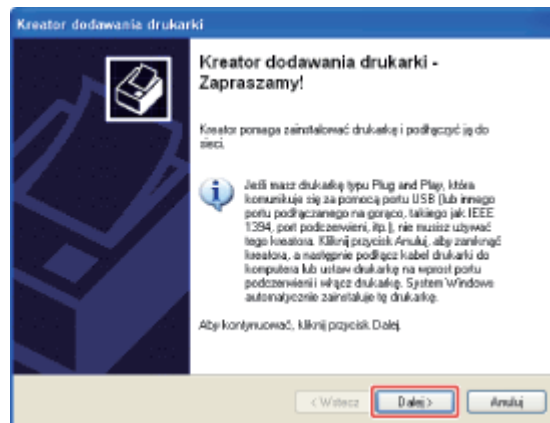 Kreator dodawania drukarki
Kreator dodawania drukarki -
Zapraszamy!
Kreator pomaga zainstalować drukarkę i podłączyć ją do
sieci.
Jeśli masz drukarkę typu Plug and Play, która
komunikuje się za pomocą portu USB (lub innego
portu podłączanego na gorąco, takiego jak IEEE
1394, port podczerwieni, itp.), nie musisz używać
tego kreatora. Kliknij przycisk Anuluj, aby zamknąć
kreatora, a następnie podłącz kabel drukarki do
komputera lub ustaw drukarkę na wprost portu
podczerwieni i włącz drukarkę. System Windows
automatycznie zainstaluje tę drukarkę.
Aby kontynuować, kliknij przycisk Dalej.
< Wstecz
Dalej >
Anuluj